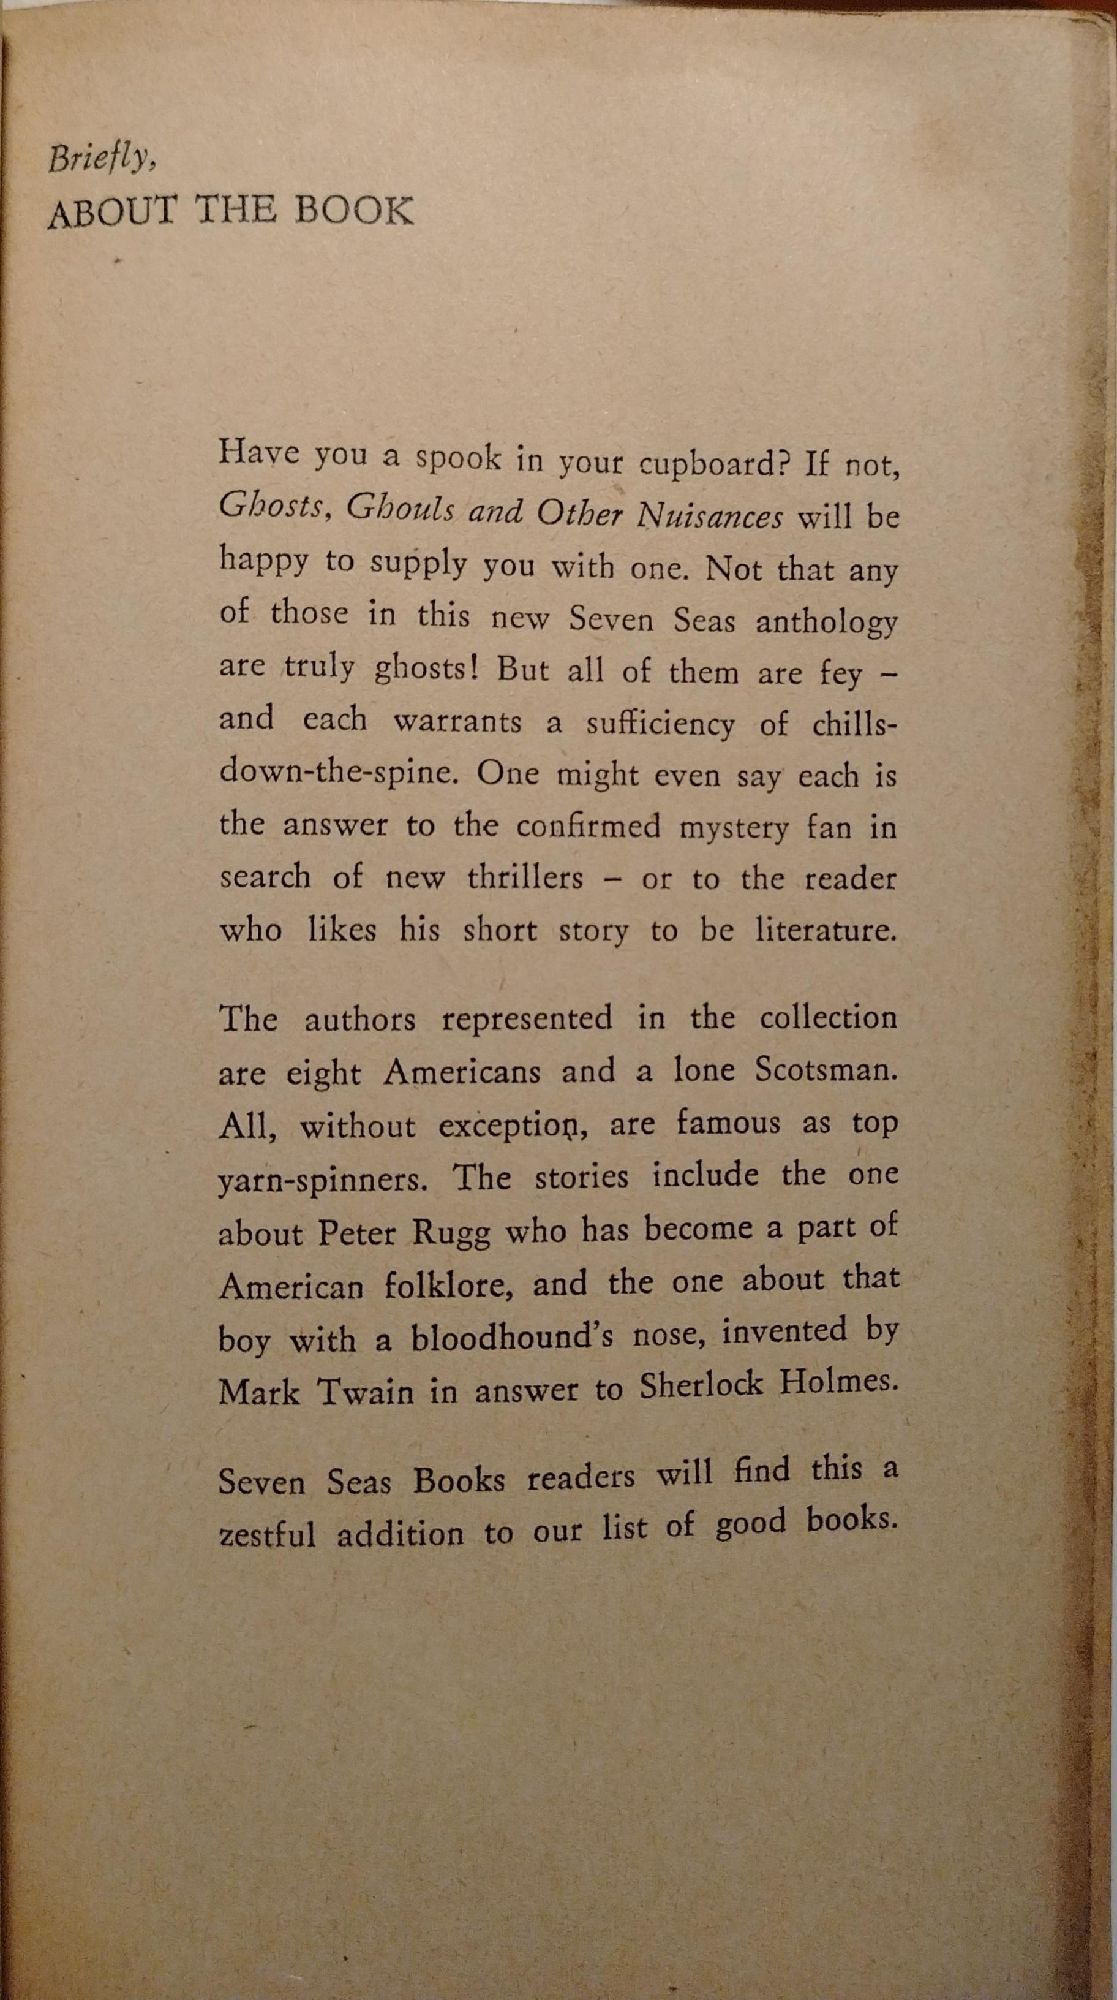 Briefly,
ABOUT THE BOOK
Have you a spook in your cupboard? If not,
Ghosts, Ghouls and Other Nuisances will be
happy to supply you with one. Not that any
of those in this new Seven Seas anthology
are truly ghosts! But all of them are fey –
and each warrants a sufficiency of chills-
down-the-spine. One might even say each is
the answer to the confirmed mystery fan in
search of new thrillers – or to the reader
who likes his short story to be literature.
The authors represented in the collection
are eight Americans and a lone Scotsman.
All, without exception, are famous as top
yarn-spinners. The stories include the one
about Peter Rugg who has become a part of
American folklore, and the one about that
boy with a bloodhound's nose, invented by
Mark Twain in answer to Sherlock Holmes.
Seven Seas Books readers will find this a
zestful addition to our list of good books.